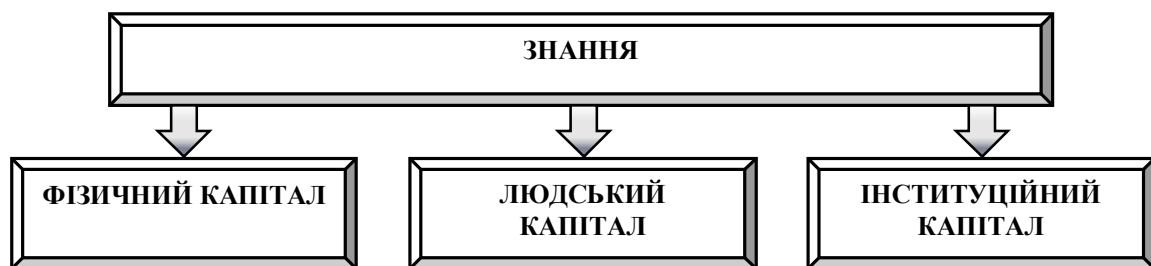 ЗНАННЯ
ФІЗИЧНИЙ КАПІТАЛ
ЛЮДСЬКИЙ
КАПІТАЛ
ІНСТИТУЦІЙНИЙ
КАПІТАЛ